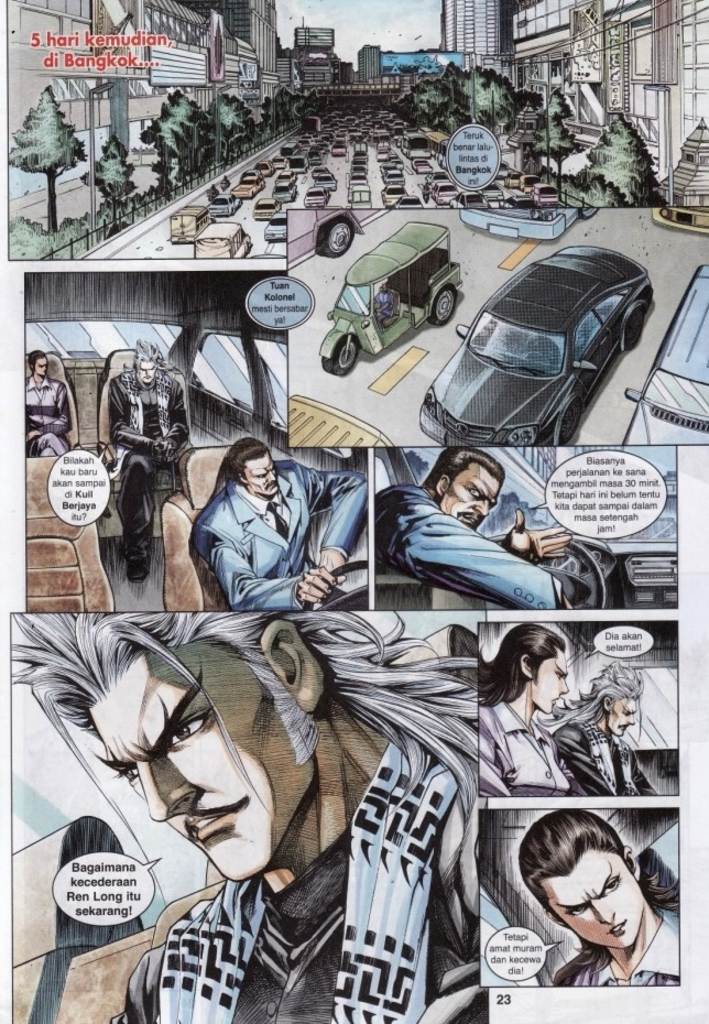 5 hari kemudian,
di Bangkok....
Teruk
benar lalu-
lintas di
Bangkok!
Tuan
Kolonel
mesti bersabar
ya!
Bilakah
kau baru
akan sampai
di Kuil
Berjaya
itu?
Biasanya
perjalanan ke sana
mengambil masa 30 minit.
Tetapi hari ini belum tentu
kita dapat sampai dalam
masa setengah
jam!
Dia akan
selamat!
Bagaimana
kecederaan
Ren Long itu
sekarang!
Tetapi
amat muram
dan kecewa
dia!
23